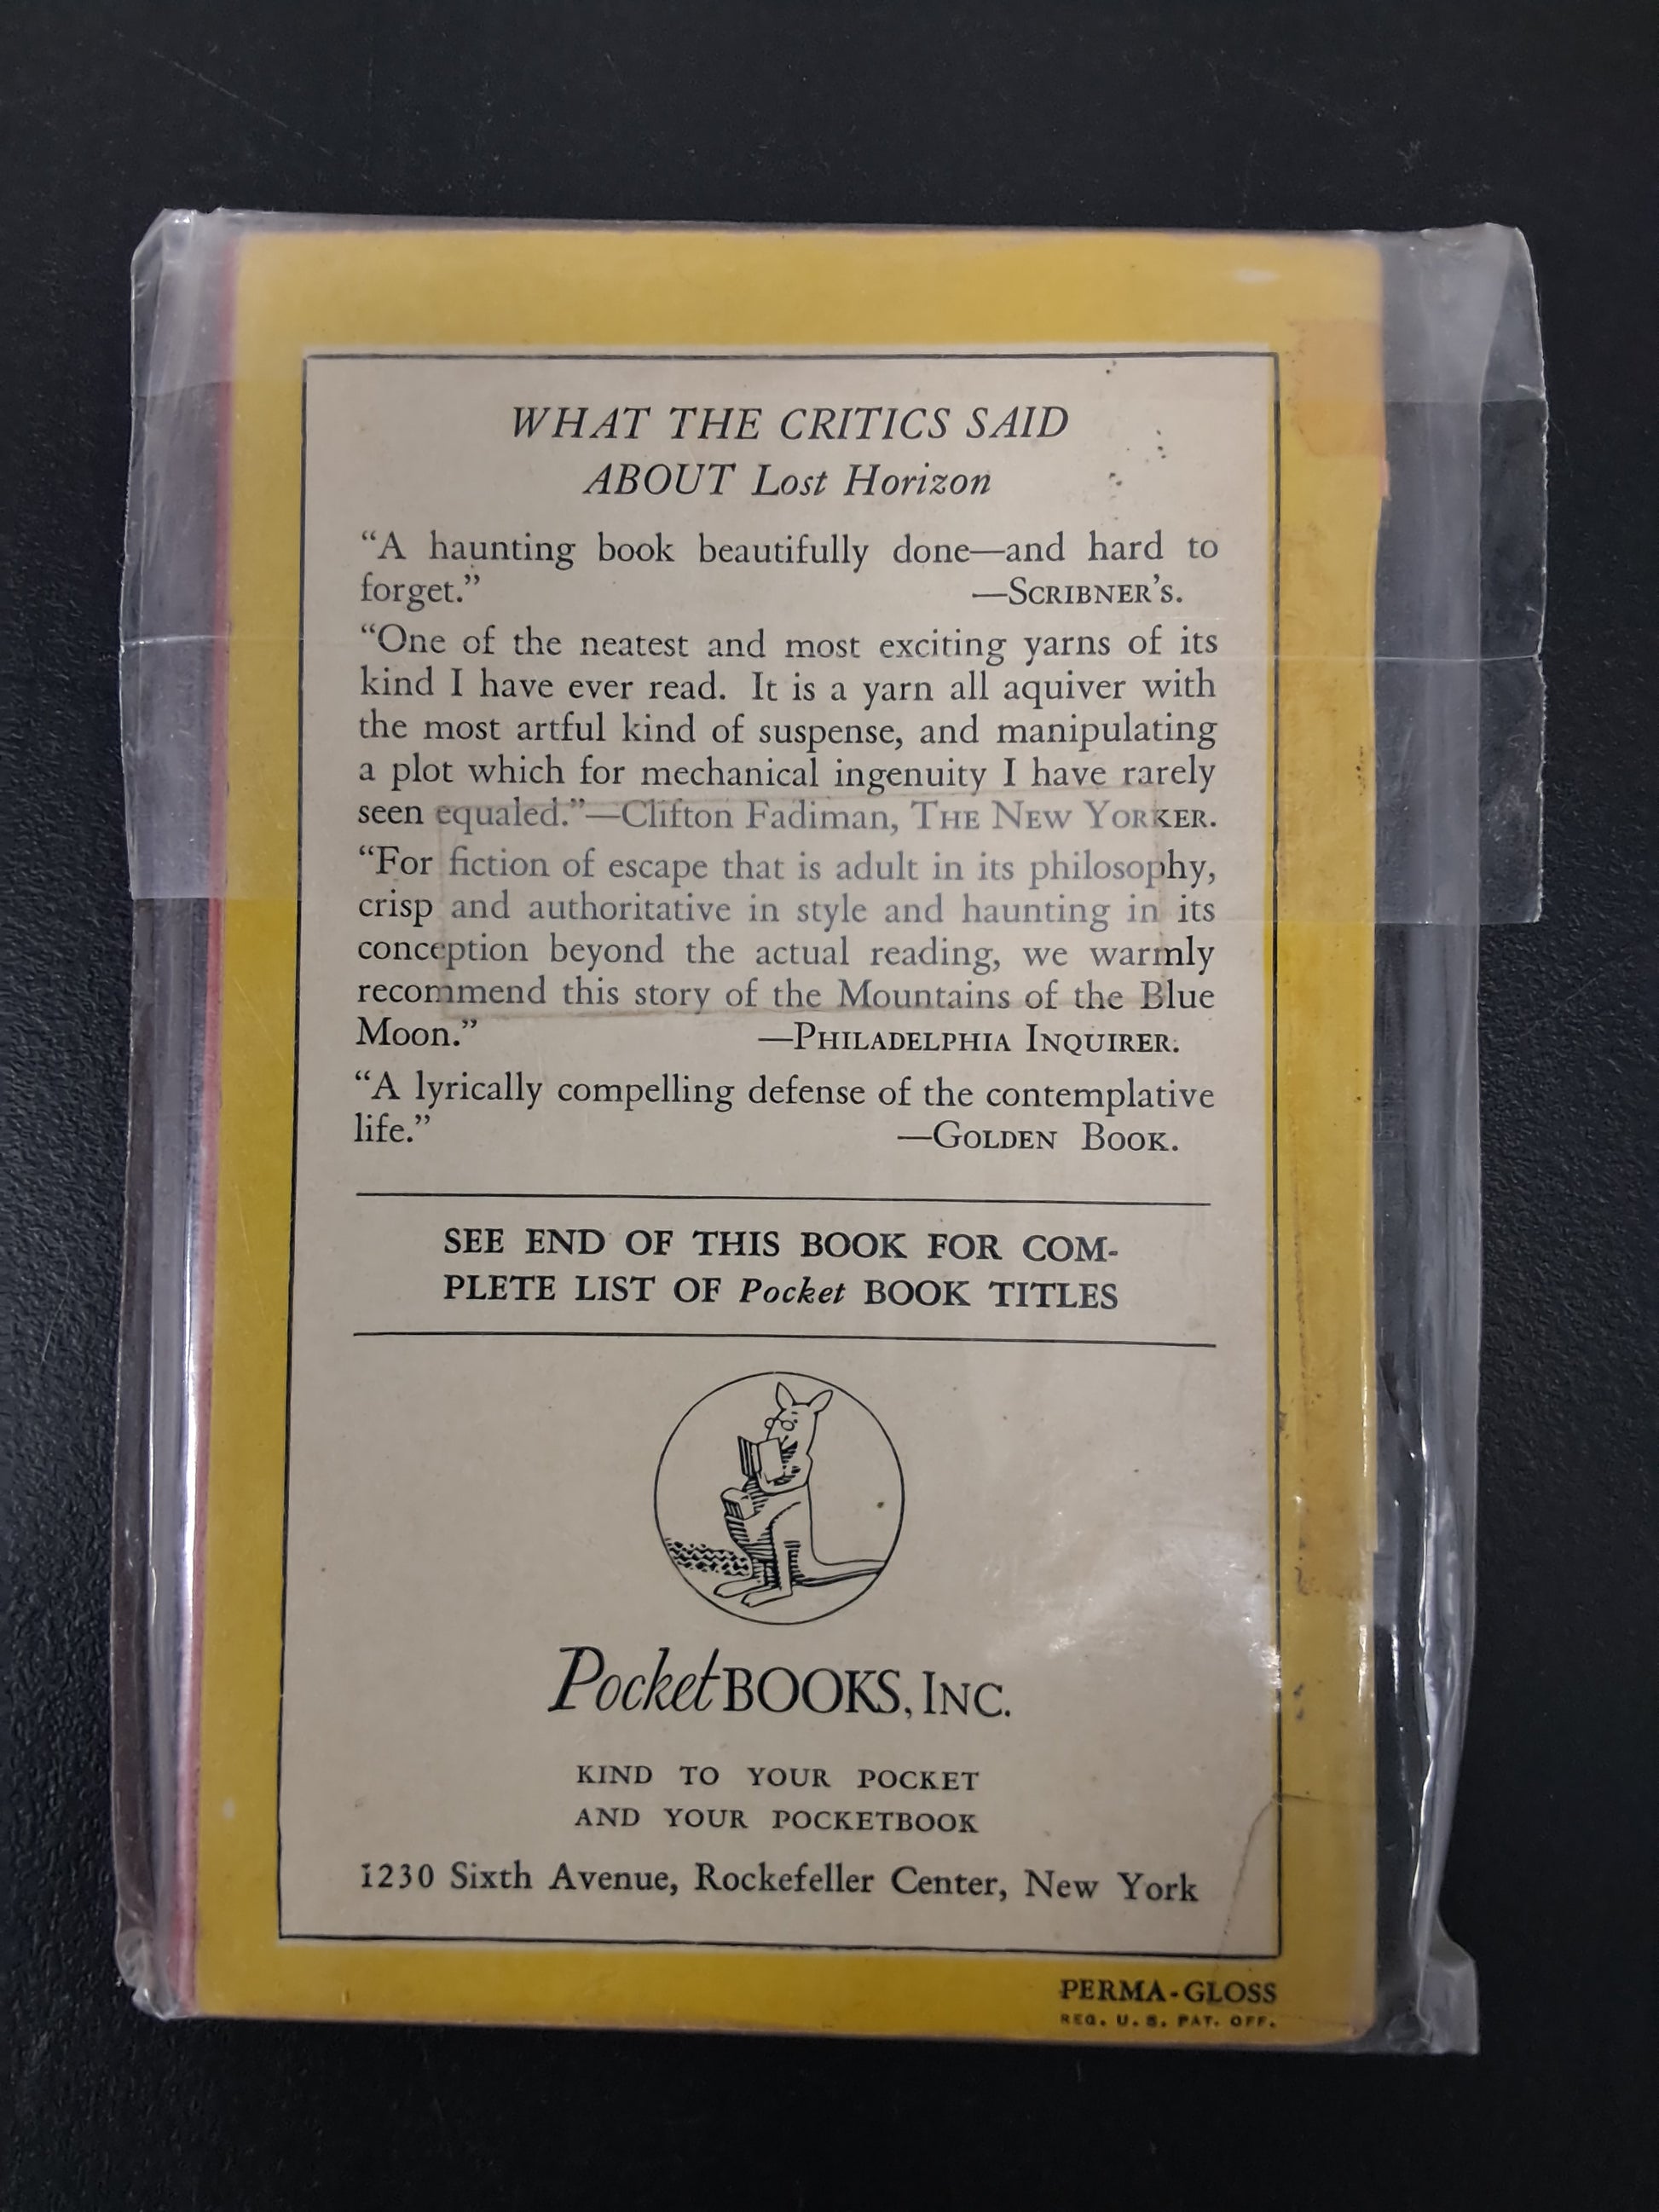 WHAT THE CRITICS SAID
ABOUT Lost Horizon
“A haunting book beautifully done—and hard to
forget.” —SCRIBNER'S.
“One of the neatest and most exciting yarns of its
kind I have ever read. It is a yarn all aquiver with
the most artful kind of suspense, and manipulating
a plot which for mechanical ingenuity I have rarely
seen equaled.”—Clifton Fadiman, THE NEW YORKER.
“For fiction of escape that is adult in its philosophy,
crisp and authoritative in style and haunting in its
conception beyond the actual reading, we warmly
recommend this story of the Mountains of the Blue
Moon.” —PHILADELPHIA INQUIRER.
“A lyrically compelling defense of the contemplative
life.” —GOLDEN BOOK.
SEE END OF THIS BOOK FOR COM-
PLETE LIST OF Pocket BOOK TITLES
Pocket BOOKS, INC.
KIND TO YOUR POCKET
AND YOUR POCKETBOOK
1230 Sixth Avenue, Rockefeller Center, New York
PERMA-GLOSS
REG. U. S. PAT. OFF.